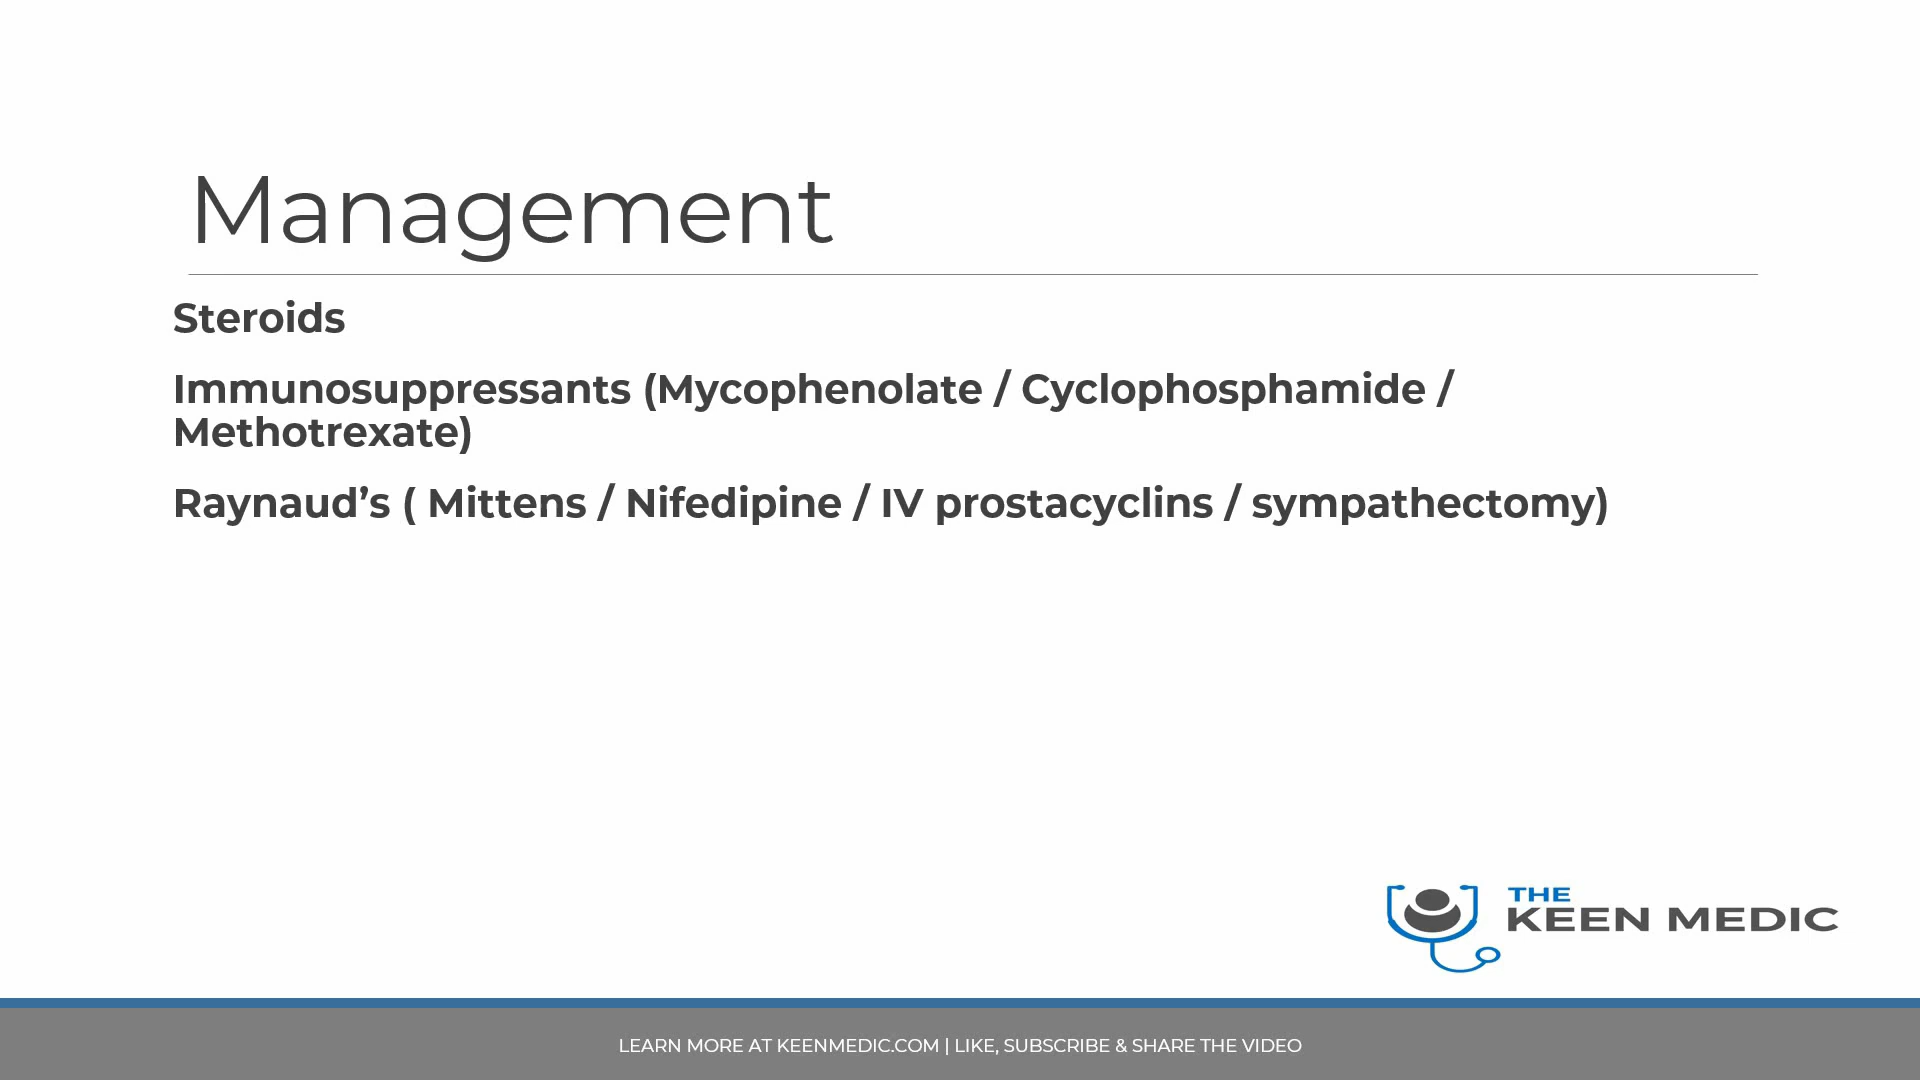 Management
Steroids
Immunosuppressants (Mycophenolate / Cyclophosphamide /
Methotrexate)
Raynaud’s ( Mittens / Nifedipine / IV prostacyclins / sympathectomy)
THE
KEEN MEDIC
LEARN MORE AT KEENMEDIC.COM | LIKE, SUBSCRIBE & SHARE THE VIDEO